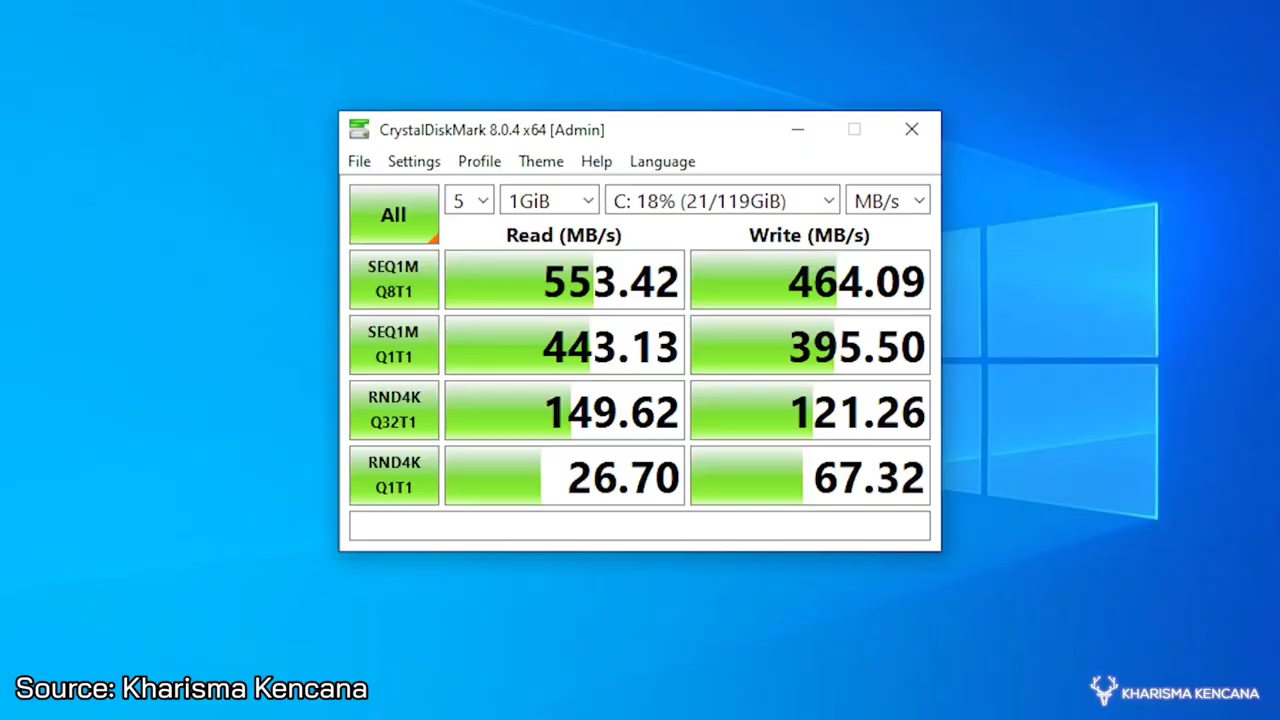 CrystalDiskMark 8.0.4 x64 [Admin]
File Settings Profile Theme Help Language
All 5 1GiB C: 18% (21/119GiB) MB/s
Read (MB/s) Write (MB/s)
SEQ1M Q8T1 553.42 464.09
SEQ1M Q1T1 443.13 395.50
RND4K Q32T1 149.62 121.26
RND4K Q1T1 26.70 67.32
Source: Kharisma Kencana
KHARISMA KENCANA